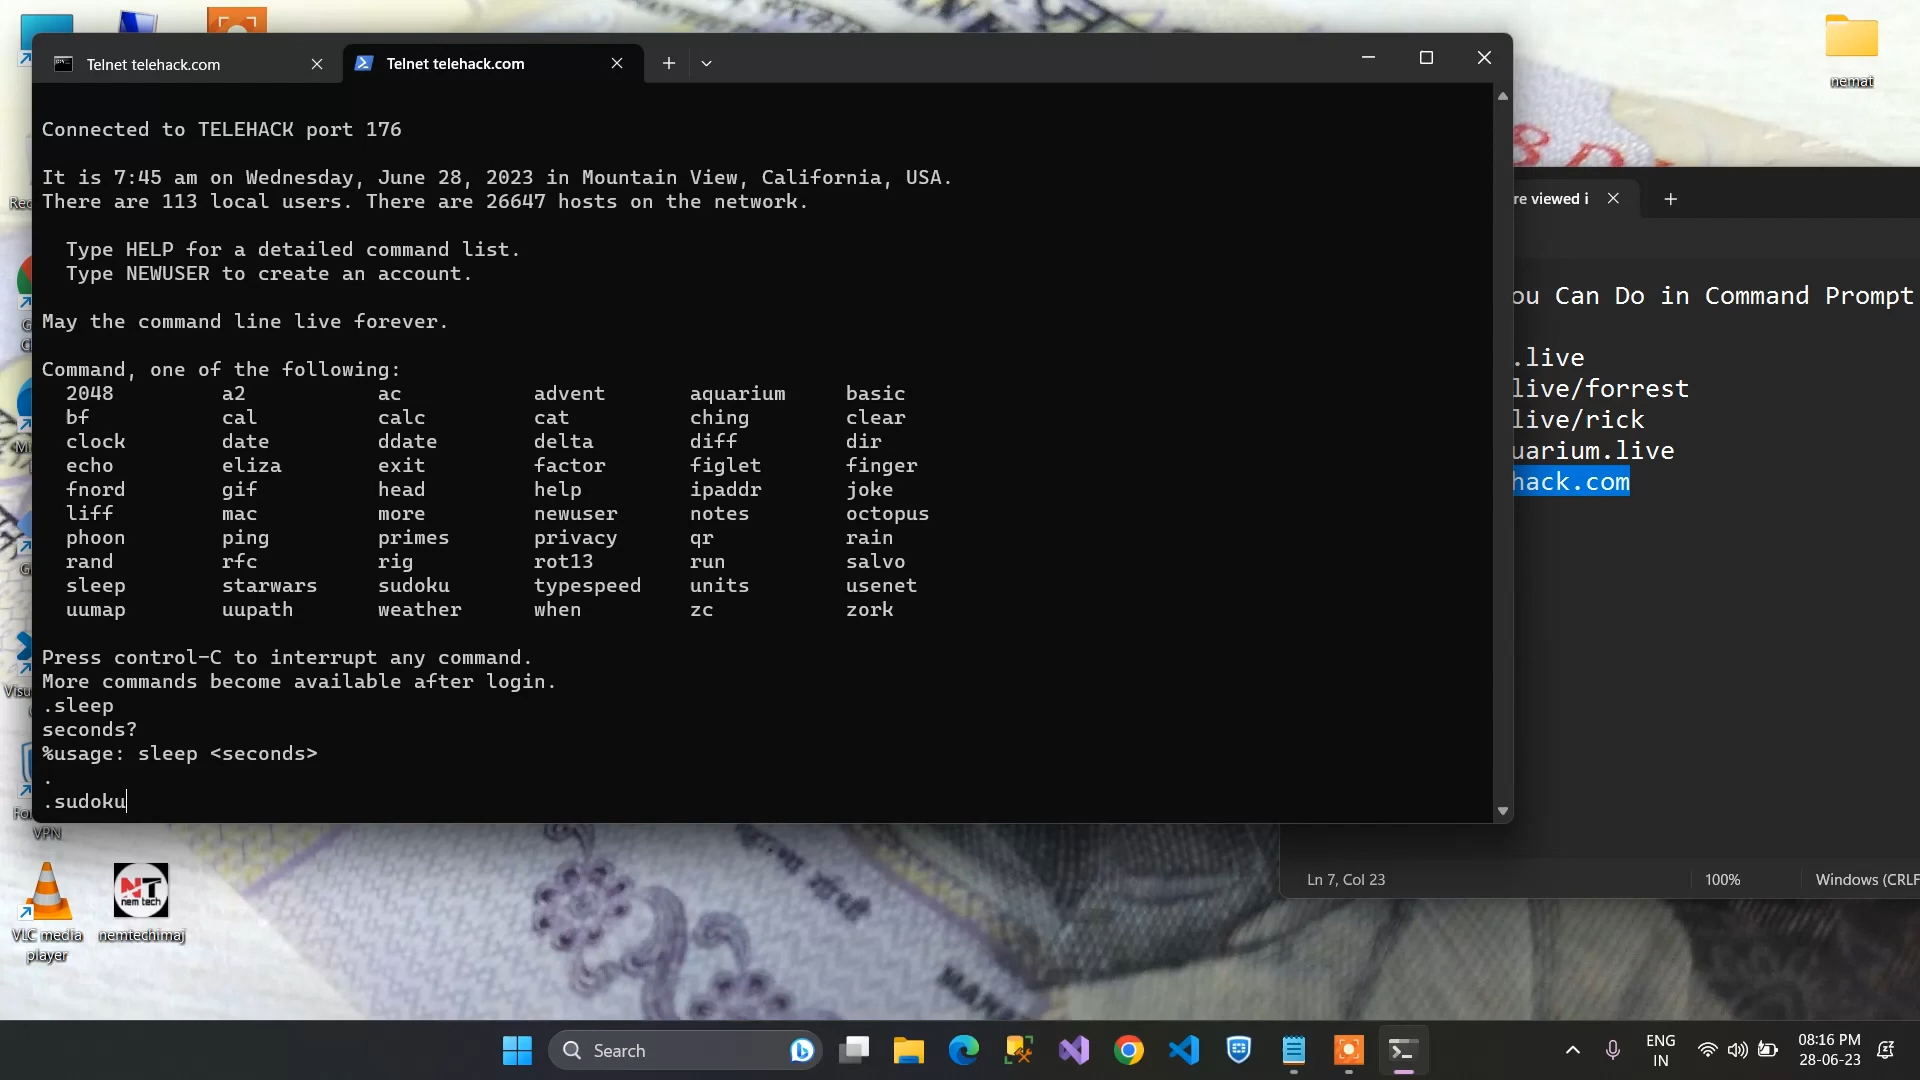 Telnet telehack.com
Telnet telehack.com
Connected to TELEHACK port 176
It is 7:45 am on Wednesday, June 28, 2023 in Mountain View, California, USA.
There are 113 local users. There are 26647 hosts on the network.
Type HELP for a detailed command list.
Type NEWUSER to create an account.
May the command line live forever.
Command, one of the following:
2048 a2 ac advent aquarium basic
bf cal calc cat ching clear
clock date ddate delta diff dir
echo eliza exit factor figlet finger
fnord gif head help ipaddr joke
liff mac more newuser notes octopus
phoon ping primes privacy qr rain
rand rfc rig rot13 run salvo
sleep starwars sudoku typespeed units usenet
uumap uupath weather when zc zork
Press control-C to interrupt any command.
More commands become available after login.
.sleep
seconds?
%usage: sleep <seconds>
.
.sudoku
re viewed i
ou Can Do in Command Prompt
.live
live/forrest
live/rick
uarium.live
hack.com
Ln 7, Col 23 100% Windows (CRLF
nemat
VPN
VLC media
player
NT
nem tech
nemtechimaj
Search
ENG
IN
08:16 PM
28-06-23